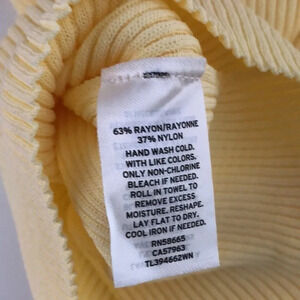 63% RAYON/RAYONNE
37% NYLON
HAND WASH COLD.
WITH LIKE COLORS.
ONLY NON-CHLORINE
BLEACH IF NEEDED.
ROLL IN TOWEL TO
REMOVE EXCESS
MOISTURE. RESHAPE.
LAY FLAT TO DRY.
COOL IRON IF NEEDED.
RN58665
CA57963
TL394662WN